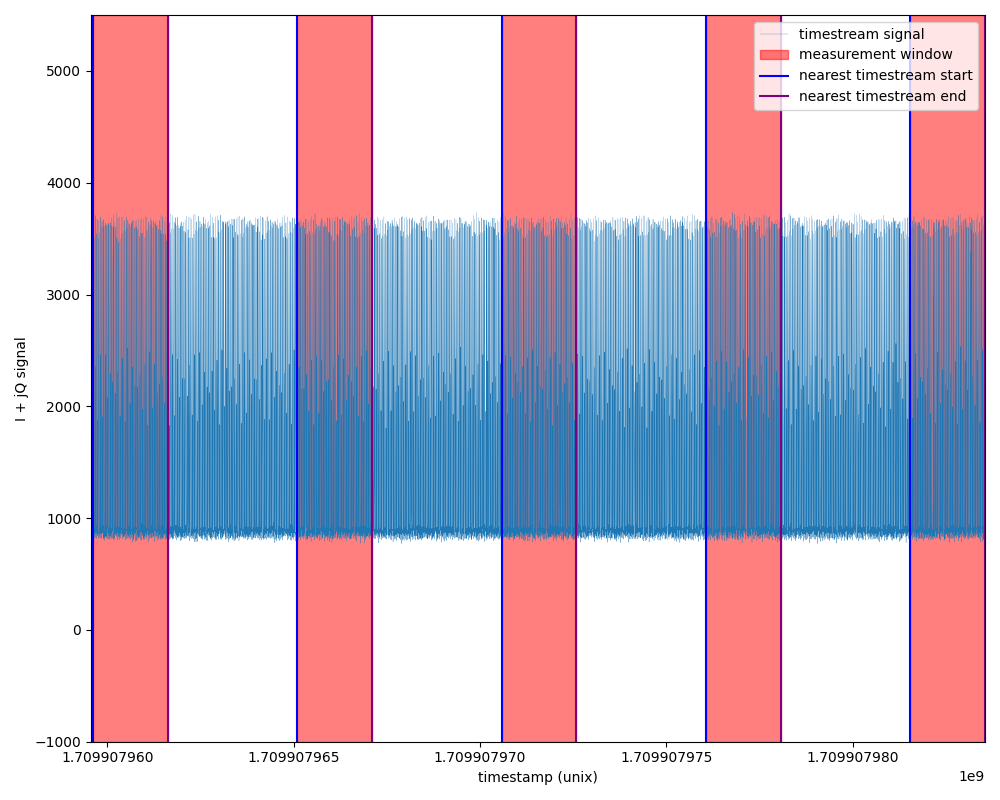 timestream signal
measurement window
nearest timestream start
nearest timestream end
I + jQ signal
5000
4000
3000
2000
1000
0
−1000
1.709907960 1.709907965 1.709907970 1.709907975 1.709907980
timestamp (unix)
1e9